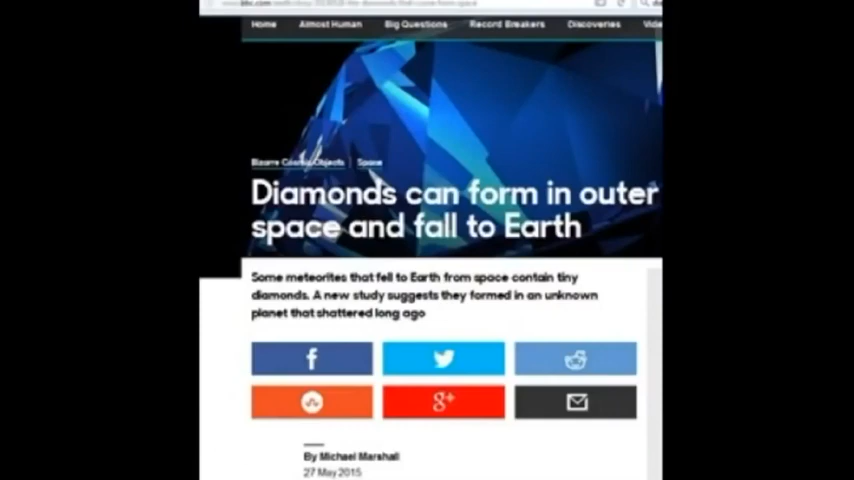 Home Almost Human Big Questions Record Breakers Discoveries
Bizarre Cosmic Objects Space
Diamonds can form in outer
space and fall to Earth
Some meteorites that fell to Earth from space contain tiny
diamonds. A new study suggests they formed in an unknown
planet that shattered long ago
f
g+
By Michael Marshall
27 May 2015